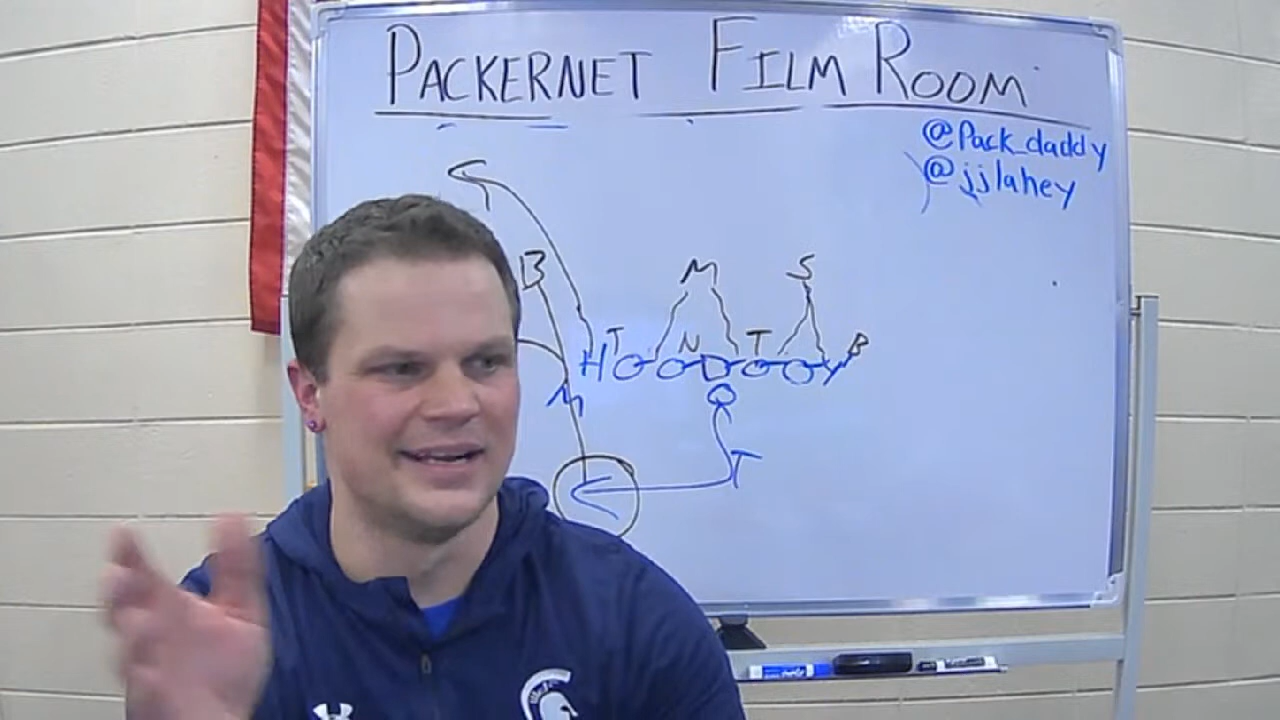 PACKERNET FILM ROOM
@Pack_daddy
@jjlahey
B M S
H T N T B
O O D O O Y
M Q
T